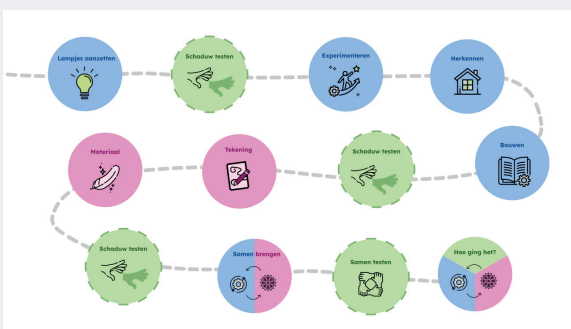 Lampjes aanzetten
Schaduw testen
Experimenteren
Herkennen
Bouwen
Schaduw testen
Tekening
Materiaal
Schaduw testen
Samen brengen
Samen testen
Hoe ging het?